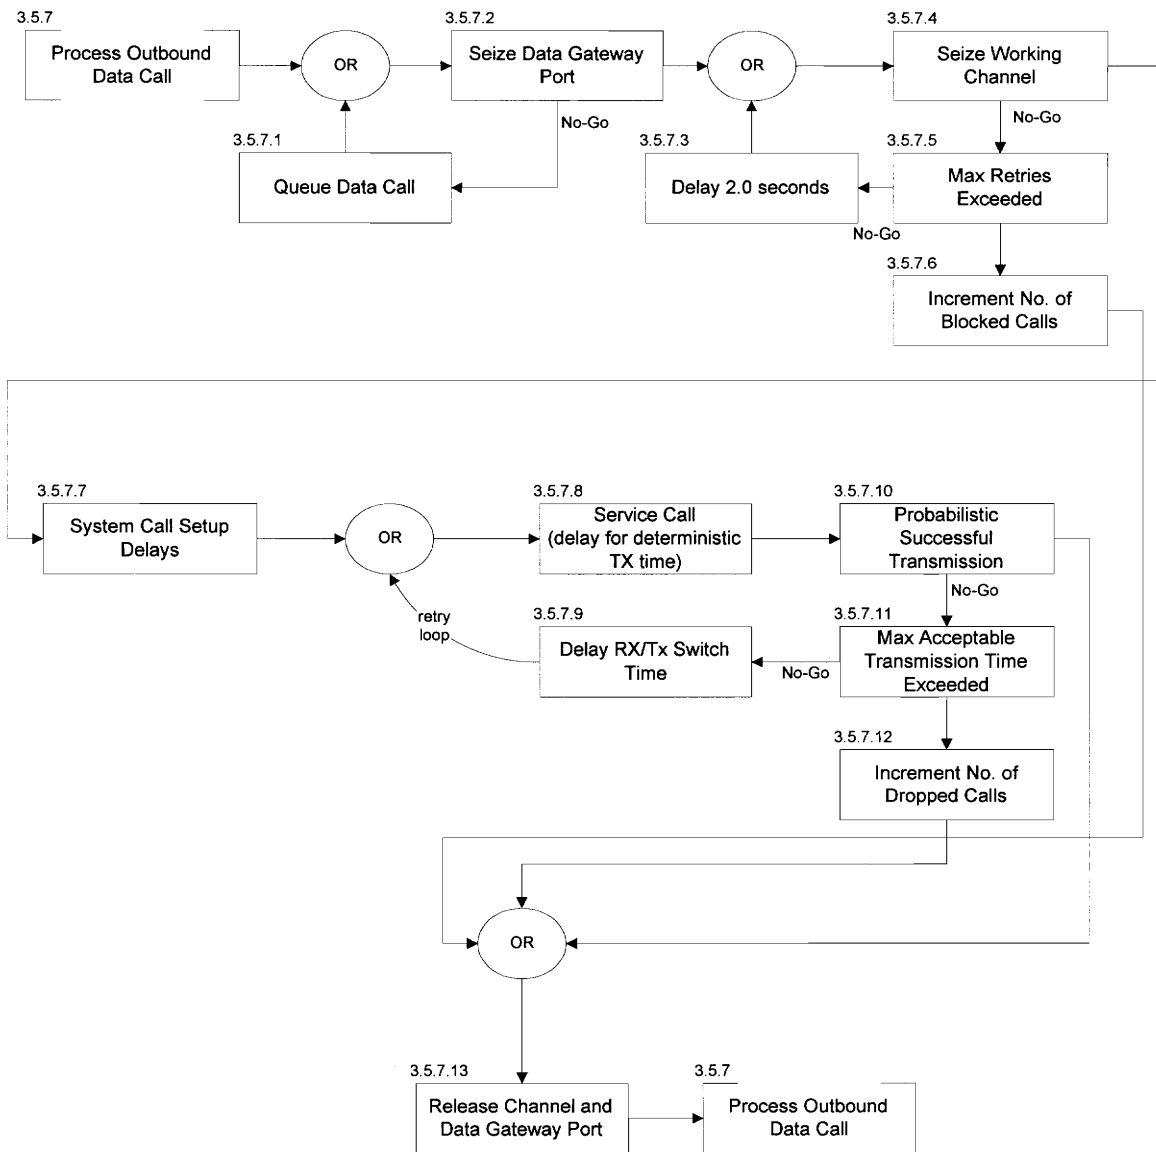 3.5.7
Process Outbound
Data Call
OR
3.5.7.2
Seize Data Gateway
Port
OR
3.5.7.4
Seize Working
Channel
No-Go
No-Go
3.5.7.1
Queue Data Call
3.5.7.3
Delay 2.0 seconds
3.5.7.5
Max Retries
Exceeded
No-Go
3.5.7.6
Increment No. of
Blocked Calls
3.5.7.7
System Call Setup
Delays
OR
3.5.7.8
Service Call
(delay for deterministic
TX time)
3.5.7.10
Probabilistic
Successful
Transmission
No-Go
retry
loop
3.5.7.9
Delay RX/Tx Switch
Time
3.5.7.11
Max Acceptable
Transmission Time
Exceeded
No-Go
3.5.7.12
Increment No. of
Dropped Calls
OR
3.5.7.13
Release Channel and
Data Gateway Port
3.5.7
Process Outbound
Data Call